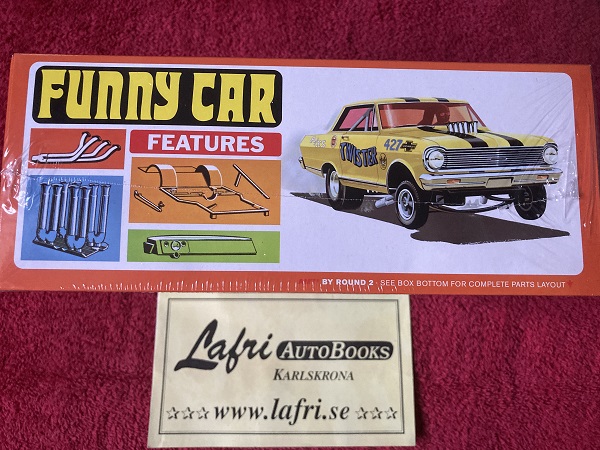 FUNNY CAR
FEATURES
TWISTER
427
BY ROUND 2 - SEE BOX BOTTOM FOR COMPLETE PARTS LAYOUT
Lafri AUTOBOOKS
KARLSKRONA
☆☆☆ www.lafri.se ☆☆☆